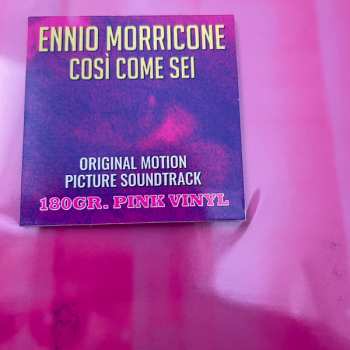 ENNIO MORRICONE
COSÌ COME SEI
ORIGINAL MOTION
PICTURE SOUNDTRACK
180GR. PINK VINYL